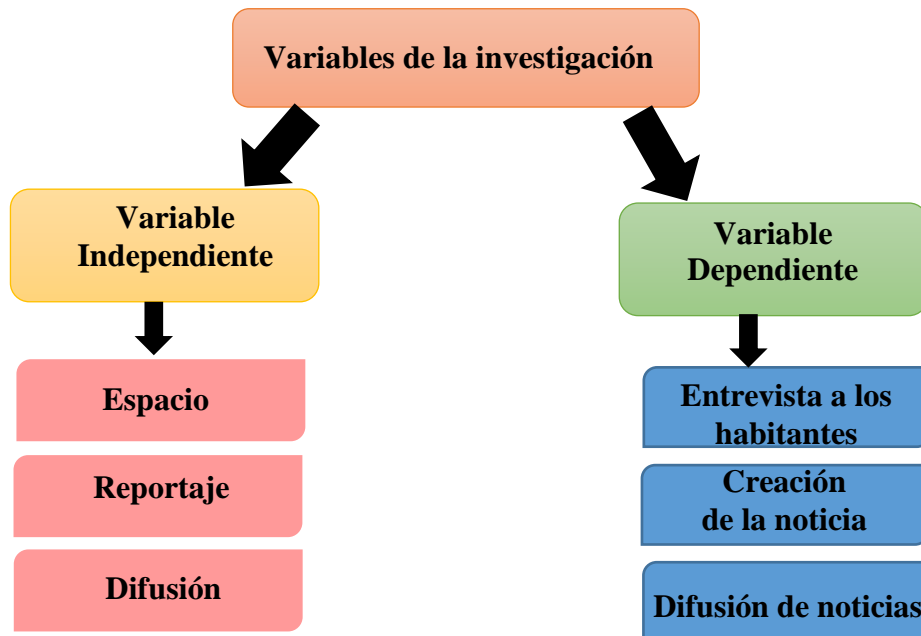 Variables de la investigación
Variable
Independiente
Espacio
Reportaje
Difusión
Variable
Dependiente
Entrevista a los
habitantes
Creación
de la noticia
Difusión de noticias